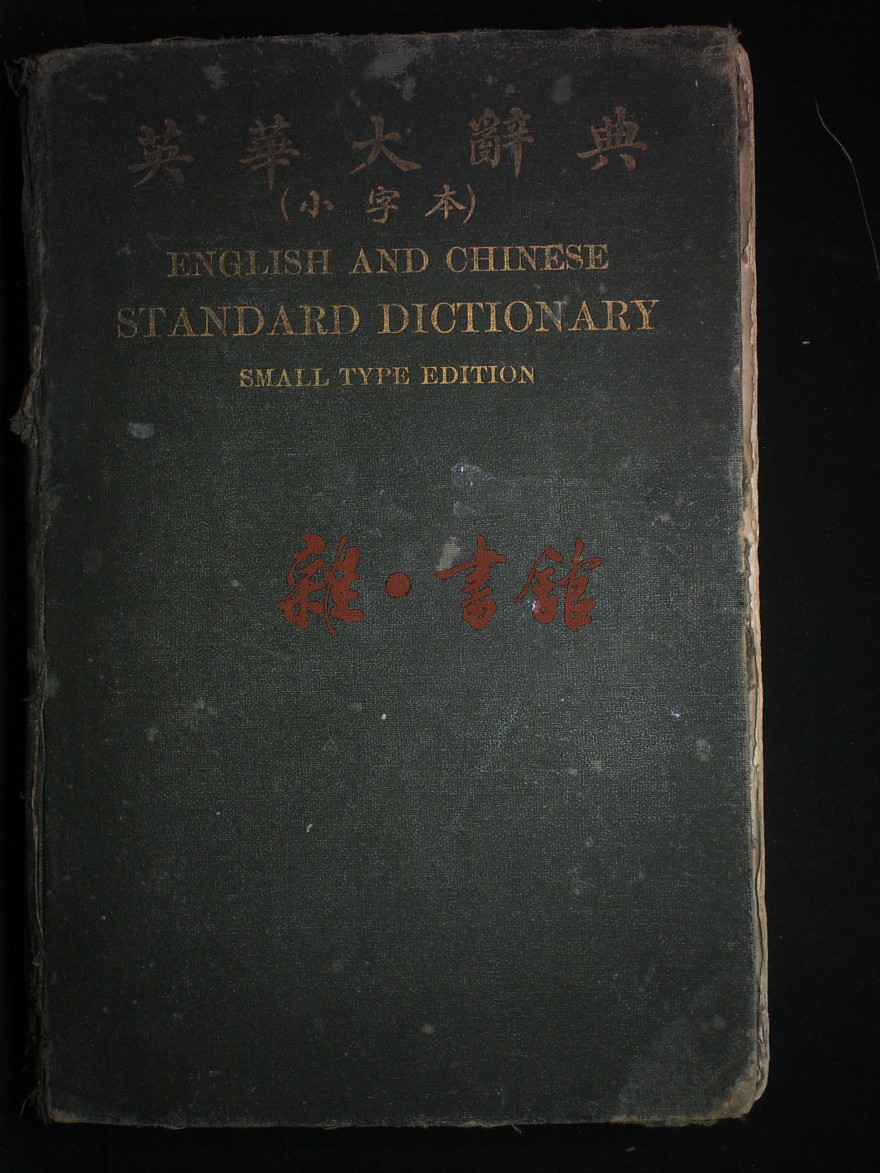 英華大辭典
(小字本)
ENGLISH AND CHINESE
STANDARD DICTIONARY
SMALL TYPE EDITION
雜·書館